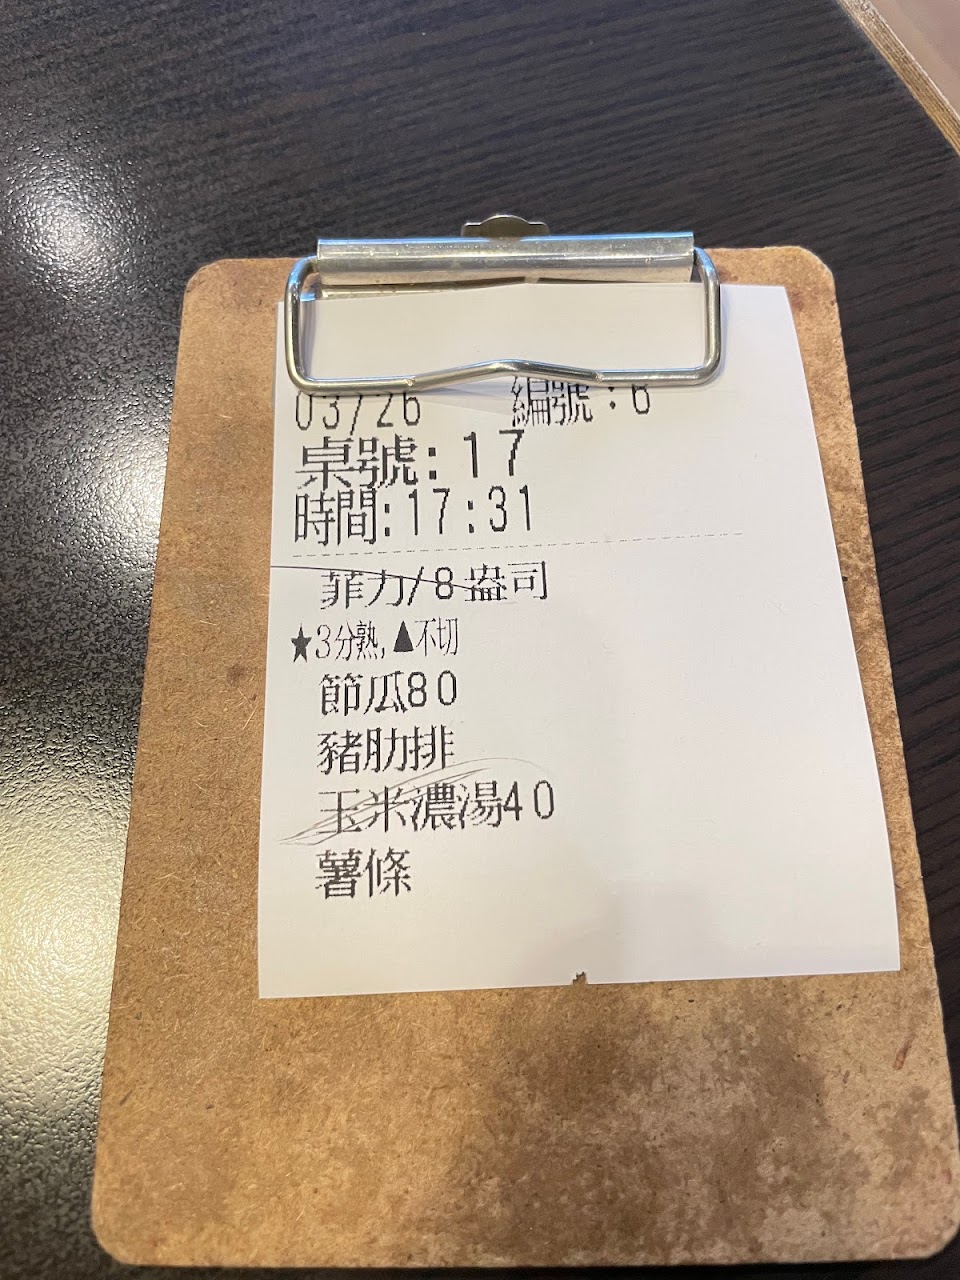 03/26 編號:6
桌號:17
時間:17:31
菲力/8盎司
★3分熟,▲不切
節瓜80
豬肋排
玉米濃湯40
薯條